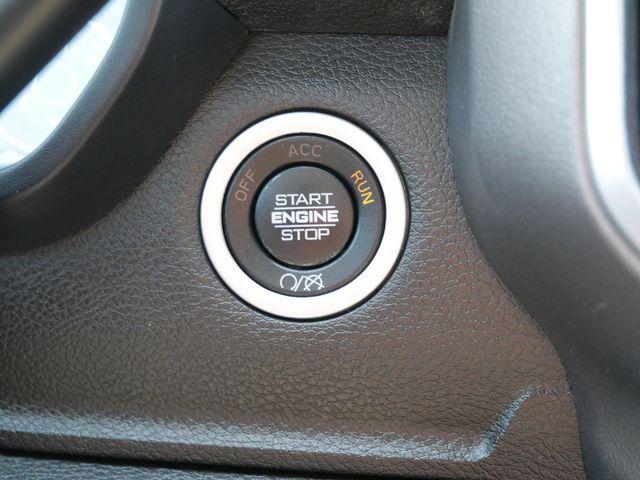 OFF ACC RUN
START
ENGINE
STOP